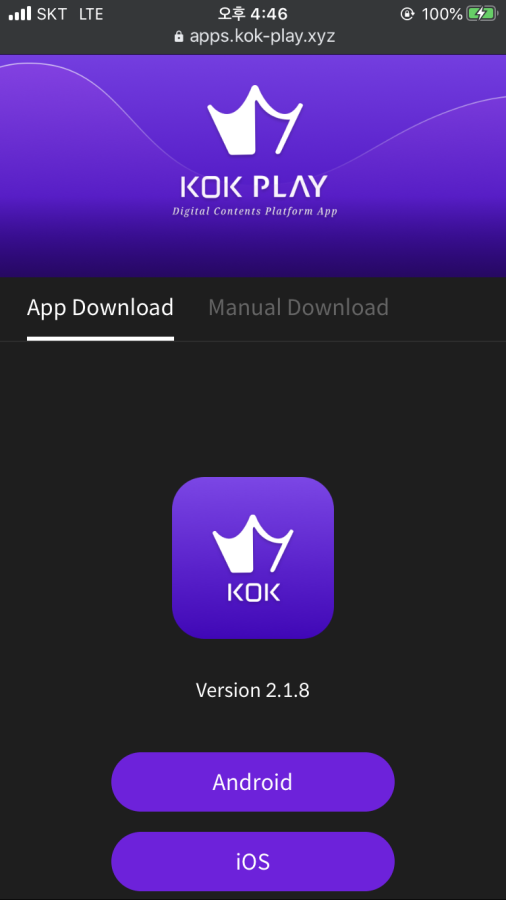 SKT LTE 오후 4:46 100%
apps.kok-play.xyz
KOK PLAY
Digital Contents Platform App
App Download Manual Download
KOK
Version 2.1.8
Android
iOS